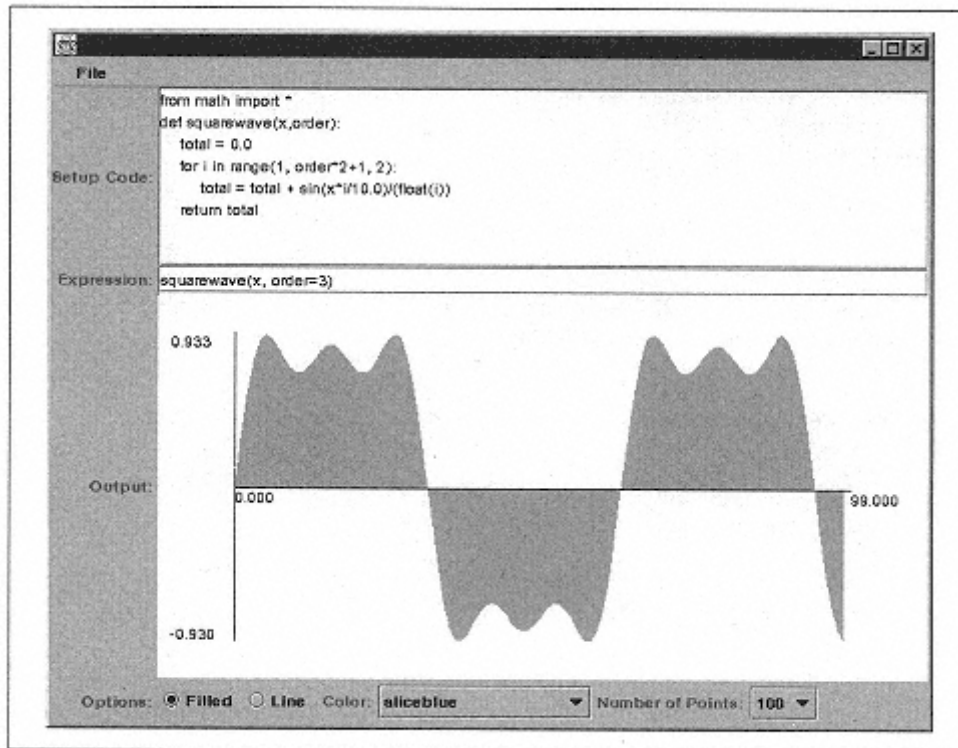 File
from math import *
def squarewave(x,order):
total = 0.0
for i in range(1, order*2+1, 2):
total = total + sin(x*i/10.0)/(float(i))
return total
Setup Code:
Expression: squarewave(x, order=3)
0.933
Output:
0.000
99.000
-0.930
Options: Filled Line Color: aliceblue Number of Points: 100